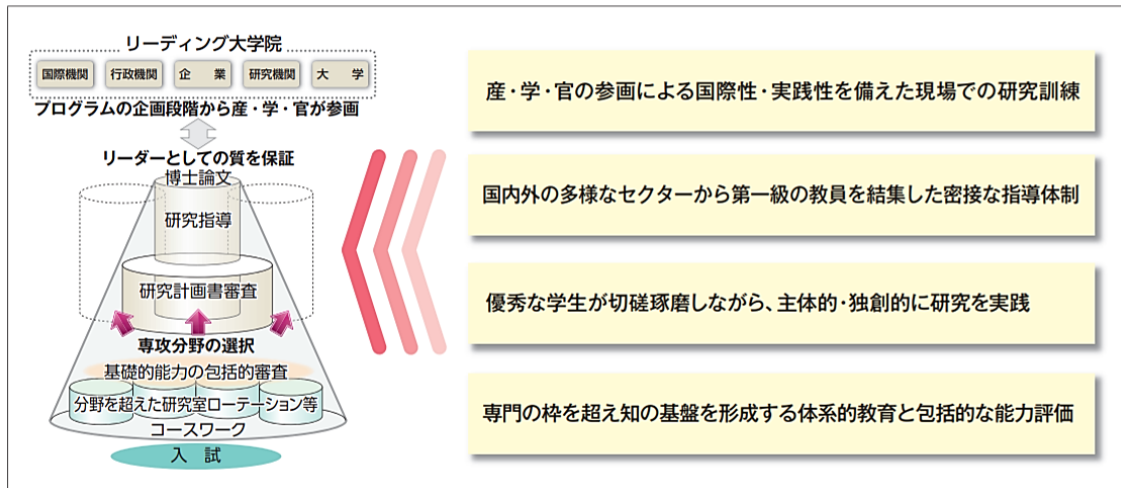 リーディング大学院
国際機関 行政機関 企　業 研究機関 大　学
プログラムの企画段階から産・学・官が参画
リーダーとしての質を保証
博士論文
研究指導
研究計画書審査
専攻分野の選択
基礎的能力の包括的審査
分野を超えた研究室ローテーション等
コースワーク
入　試
産・学・官の参画による国際性・実践性を備えた現場での研究訓練
国内外の多様なセクターから第一級の教員を結集した密接な指導体制
優秀な学生が切磋琢磨しながら、主体的・独創的に研究を実践
専門の枠を超え知の基盤を形成する体系的教育と包括的な能力評価